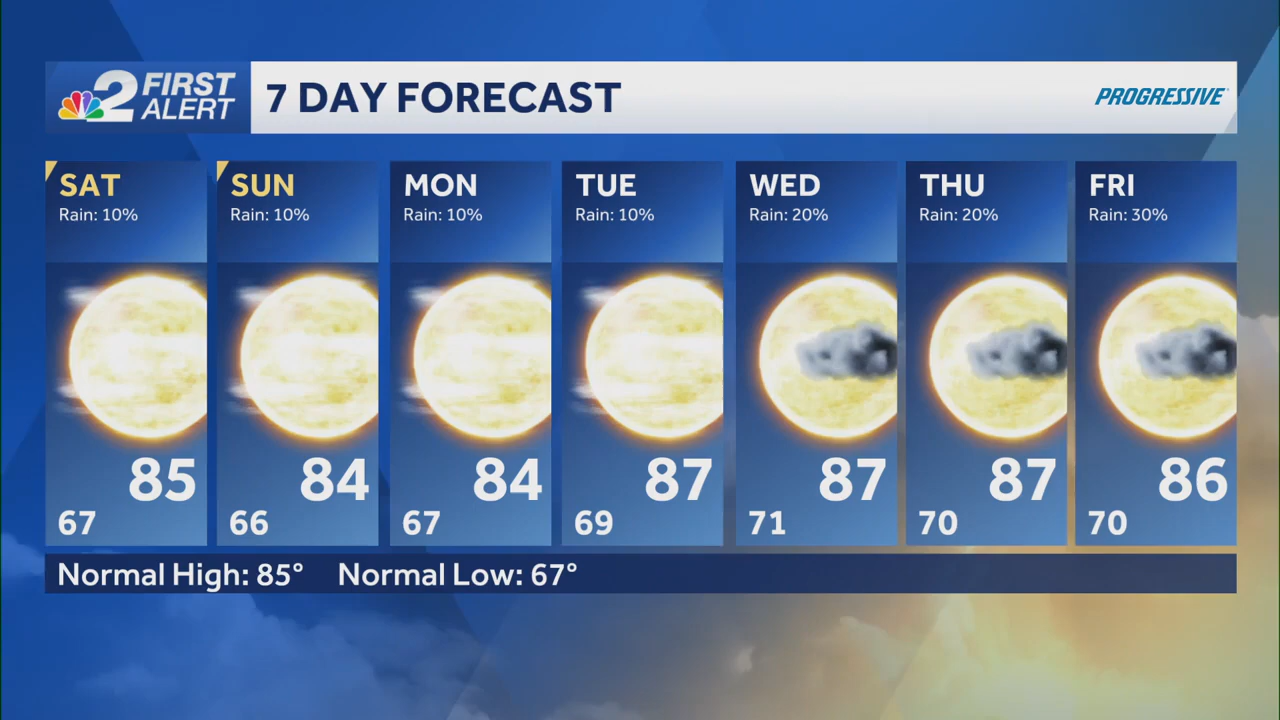 2 FIRST ALERT
7 DAY FORECAST
PROGRESSIVE
SAT
Rain: 10%
85
67
SUN
Rain: 10%
84
66
MON
Rain: 10%
84
67
TUE
Rain: 10%
87
69
WED
Rain: 20%
87
71
THU
Rain: 20%
87
70
FRI
Rain: 30%
86
70
Normal High: 85° Normal Low: 67°